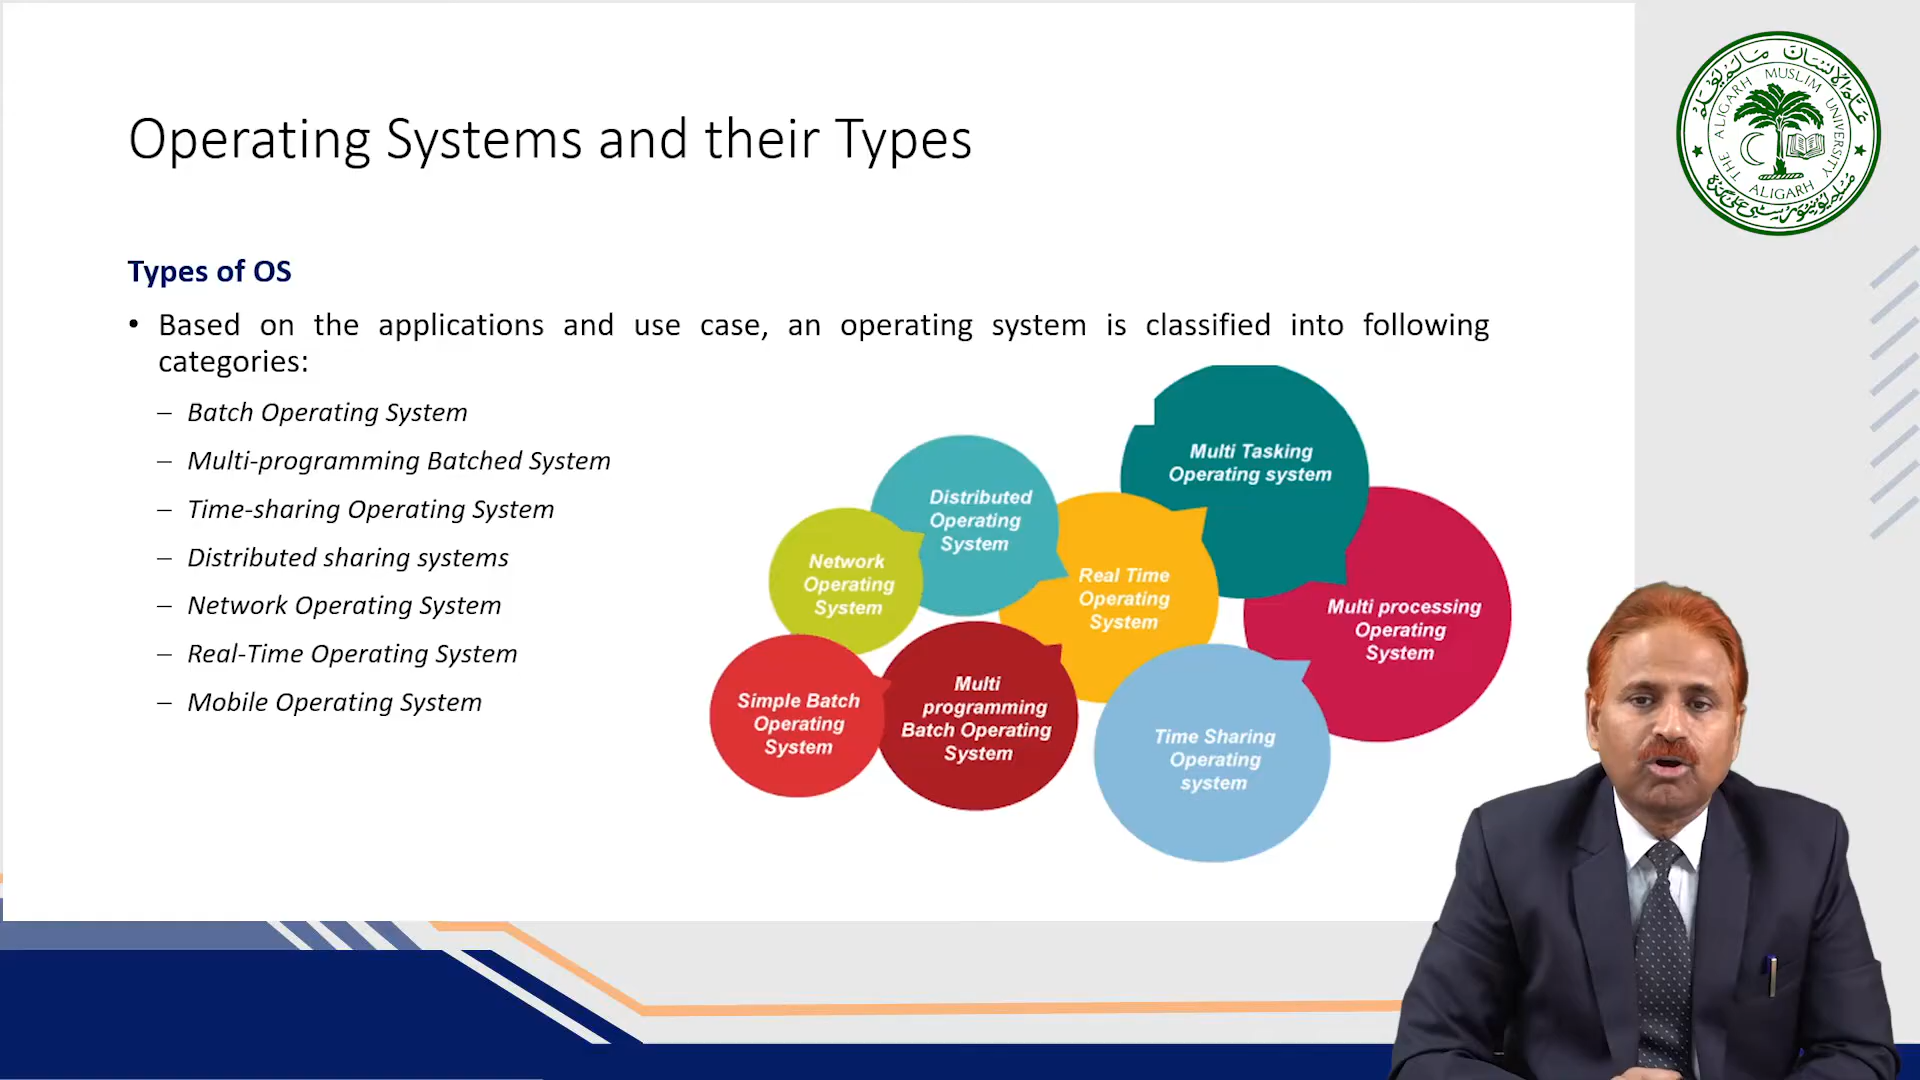 Operating Systems and their Types
Types of OS
• Based on the applications and use case, an operating system is classified into following
categories:
– Batch Operating System
– Multi-programming Batched System
– Time-sharing Operating System
– Distributed sharing systems
– Network Operating System
– Real-Time Operating System
– Mobile Operating System
Multi Tasking
Operating system
Distributed
Operating
System
Network
Operating
System
Real Time
Operating
System
Multi processing
Operating
System
Simple Batch
Operating
System
Multi
programming
Batch Operating
System
Time Sharing
Operating
system
THE ALIGARH MUSLIM UNIVERSITY
ALIGARH